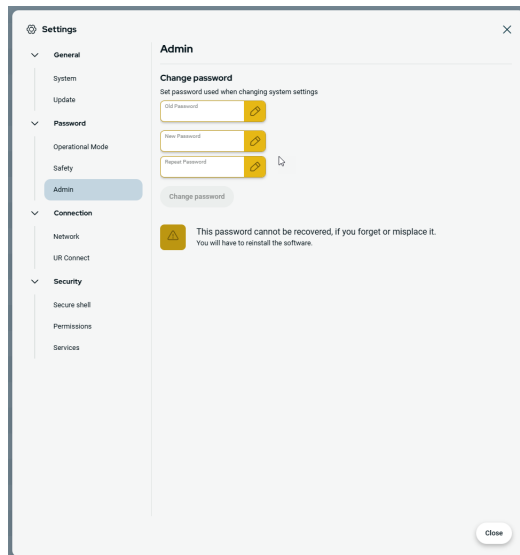 Settings
General
System
Update
Password
Operational Mode
Safety
Admin
Connection
Network
UR Connect
Security
Secure shell
Permissions
Services
Admin
Change password
Set password used when changing system settings
Old Password
New Password
Repeat Password
Change password
This password cannot be recovered, if you forget or misplace it.
You will have to reinstall the software.
Close